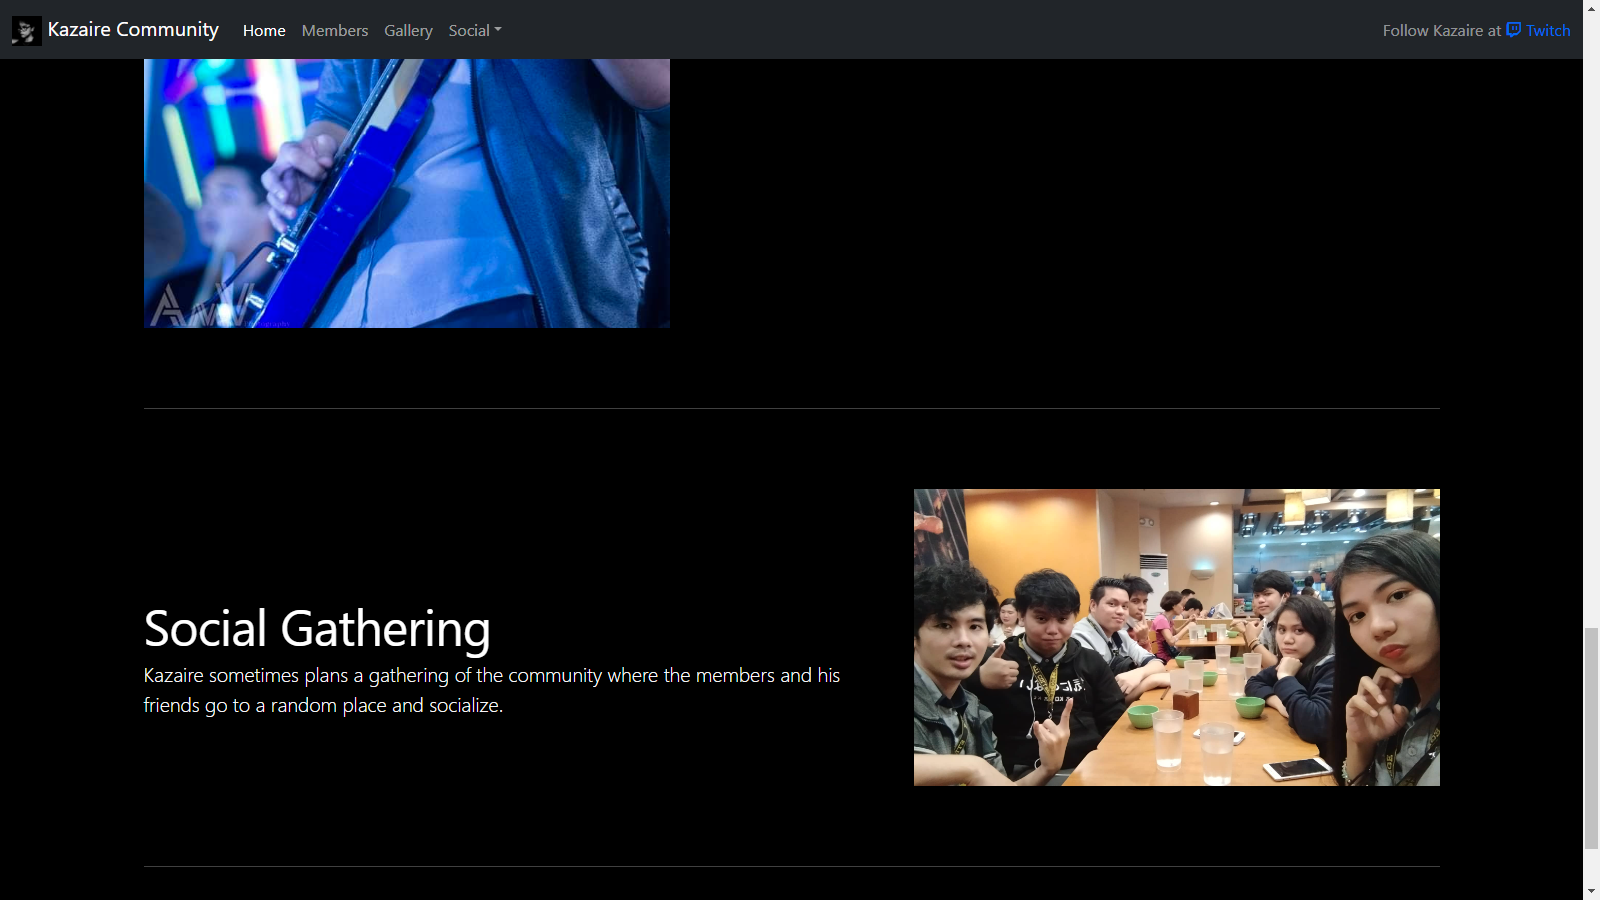 Kazaire Community Home Members Gallery Social Follow Kazaire at Twitch
Social Gathering
Kazaire sometimes plans a gathering of the community where the members and his
friends go to a random place and socialize.